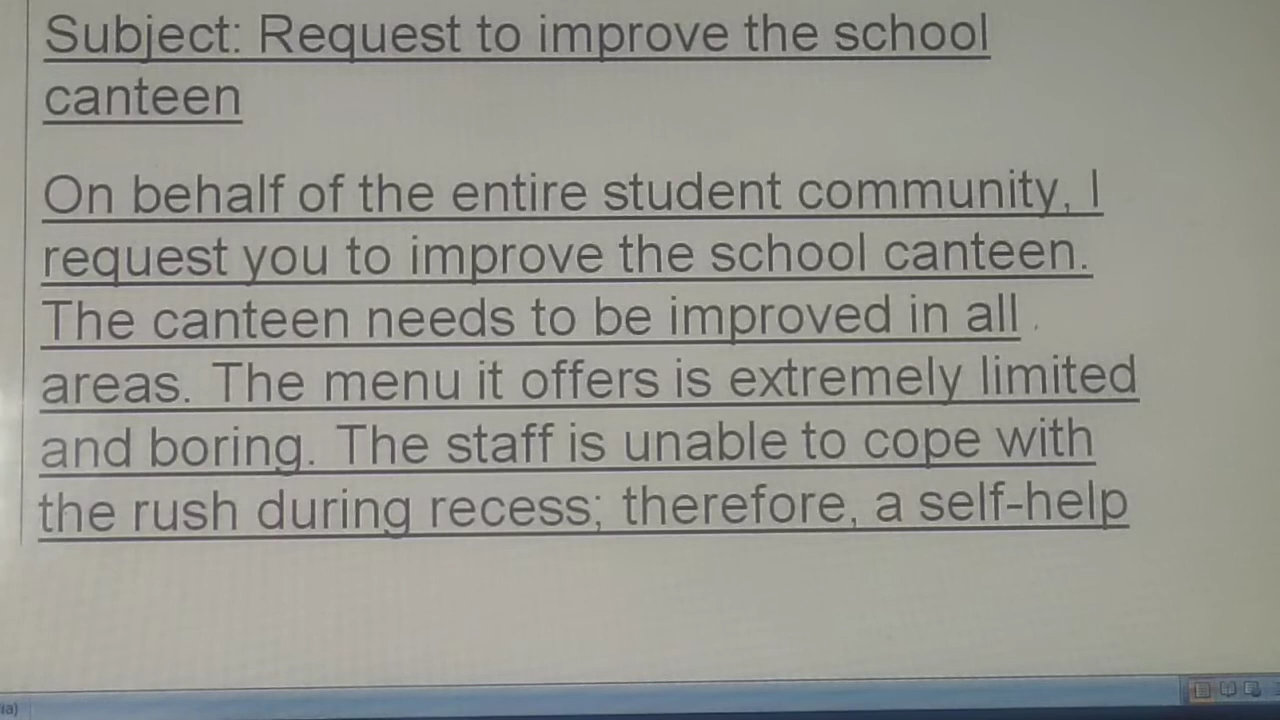 Subject: Request to improve the school
canteen
On behalf of the entire student community, I
request you to improve the school canteen.
The canteen needs to be improved in all
areas. The menu it offers is extremely limited
and boring. The staff is unable to cope with
the rush during recess; therefore, a self-help
ia)